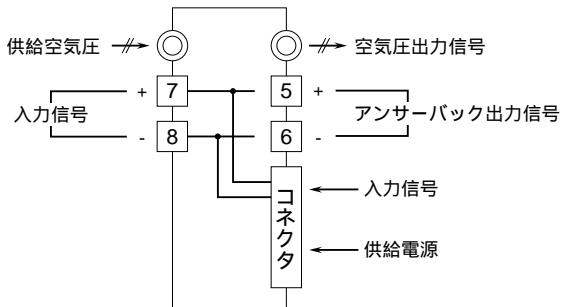 供給空気圧
空気圧出力信号
+ 7 5 +
入力信号
アンサーバック出力信号
- 8 6 -
コネクタ
入力信号
供給電源